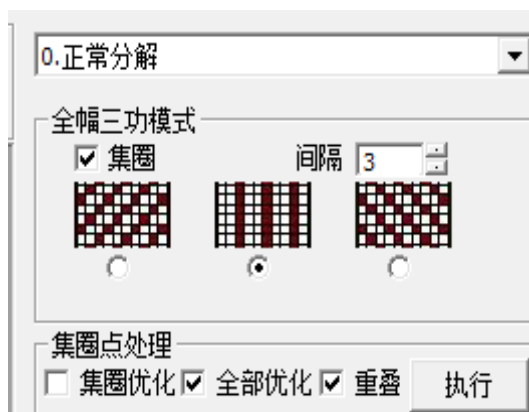 0.正常分解
全幅三功模式
集圈 间隔 3
集圈点处理
集圈优化 全部优化 重叠 执行